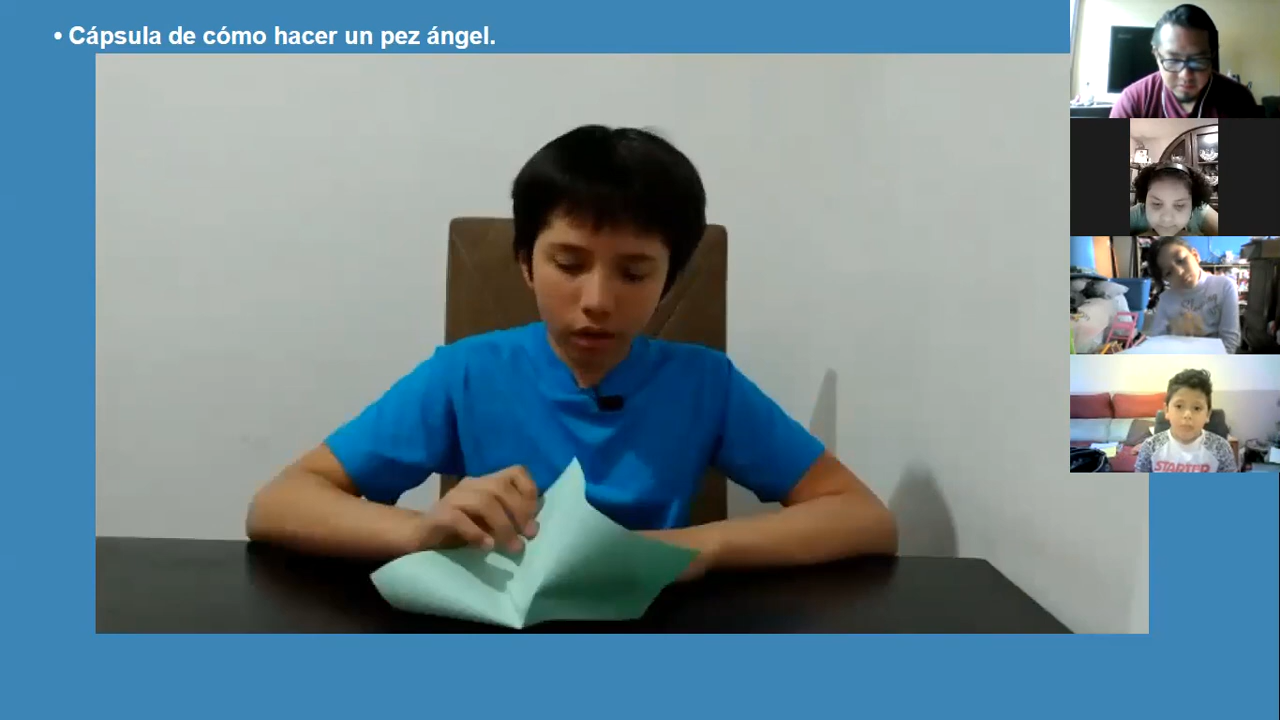 • Cápsula de cómo hacer un pez ángel.
STARTER